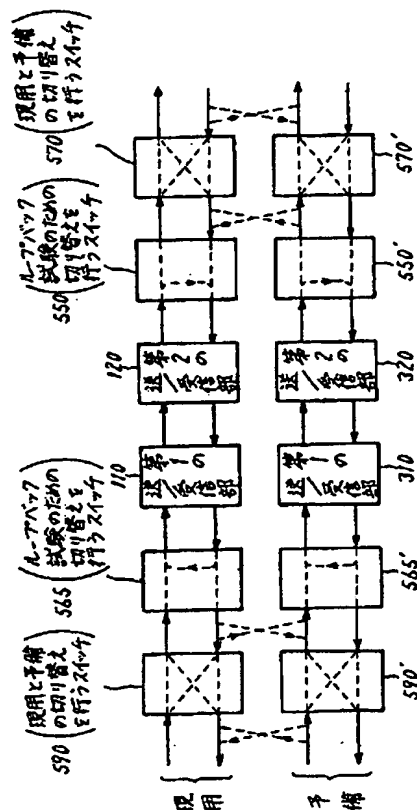 590
(現用と予備
の切り替え
を行うスイッチ)
565
(ループバック
試験のための
切り替えを
行うスイッチ)
110
120
550
(ループバック
試験のための
切り替えを
行うスイッチ)
570
(現用と予備
の切り替え
を行うスイッチ)
現用
第1の
送/受信部
第2の
送/受信部
予備
第1の
送/受信部
第2の
送/受信部
590′
565′
310
320
550′
570′